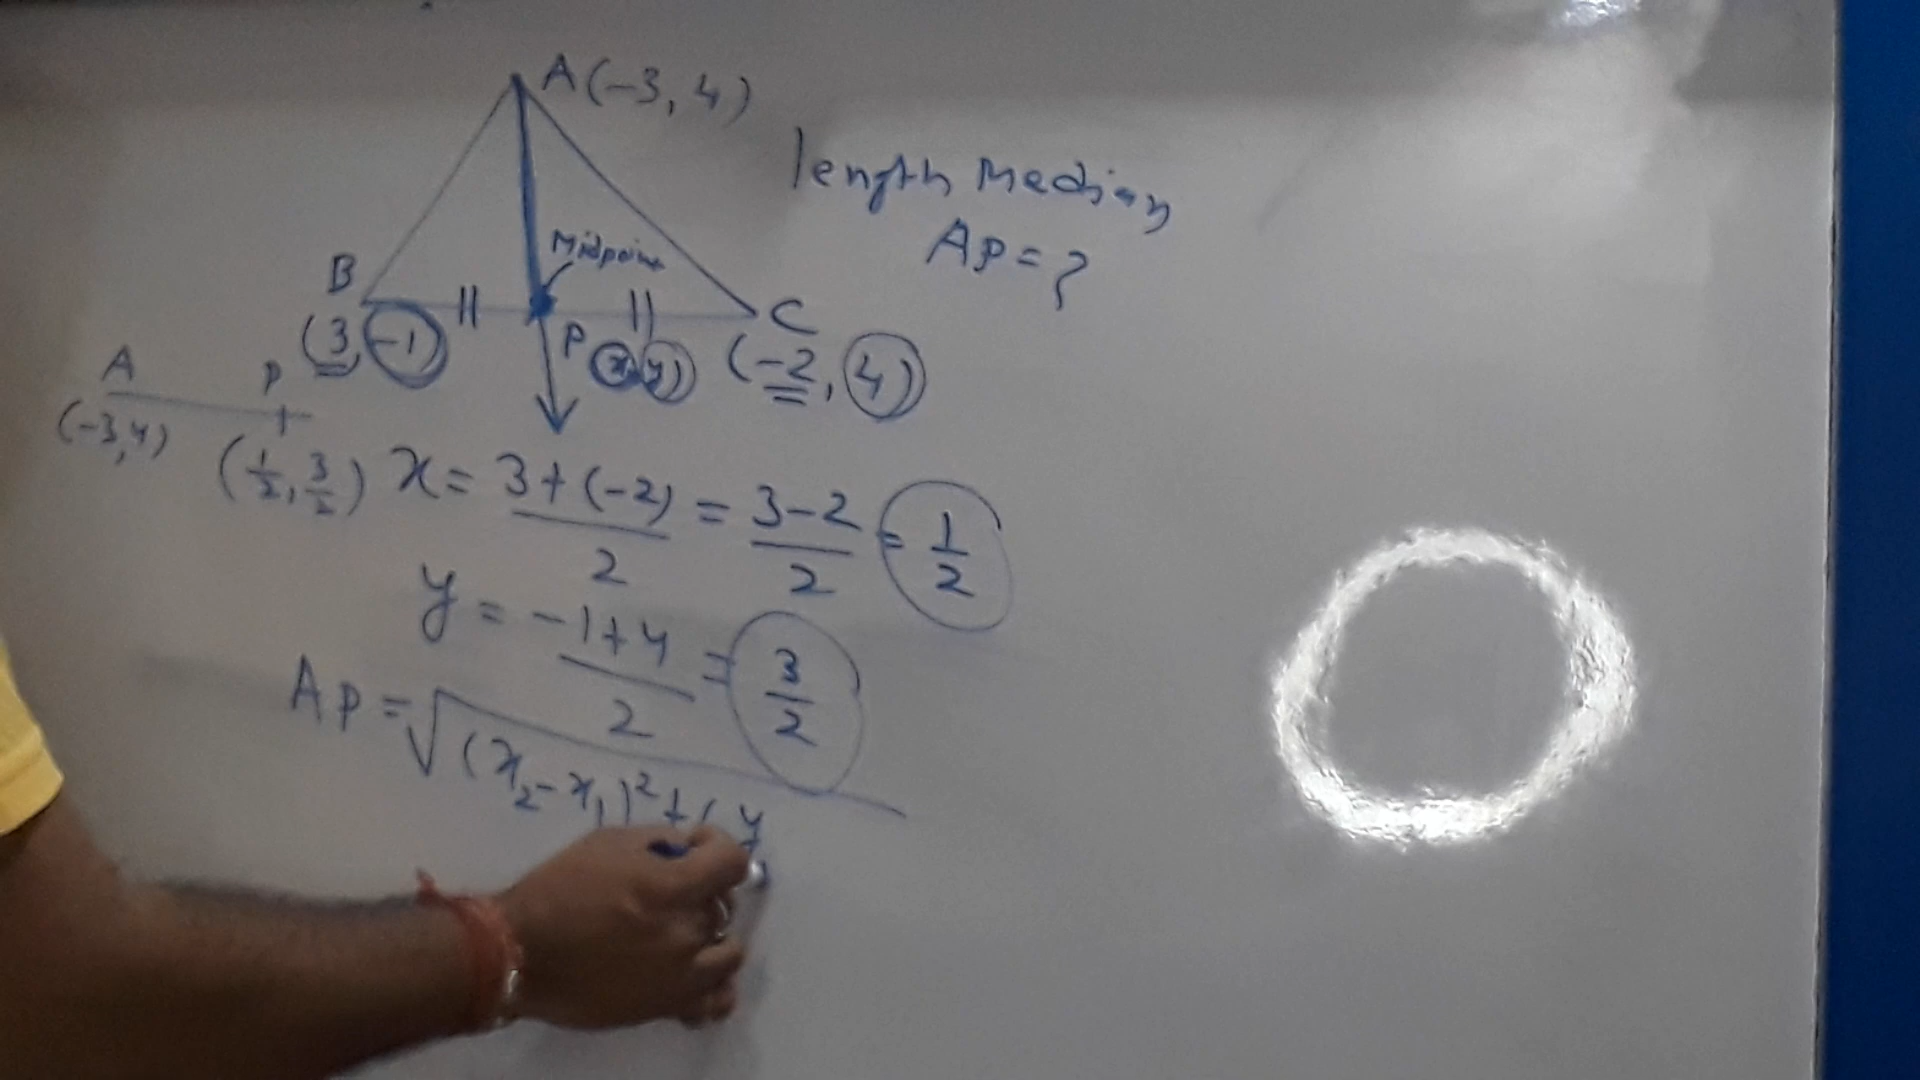 A(-3, 4)
length Median
AP = ?
Midpoint
B
C
(3, -1)
P (x, y)
(-2, 4)
A P
(-3, 4)
(1/2, 3/2)
x = 3+(-2)/2 = 3-2/2 = 1/2
y = -1+4/2 = 3/2
AP = √(x₂-x₁)²+(y